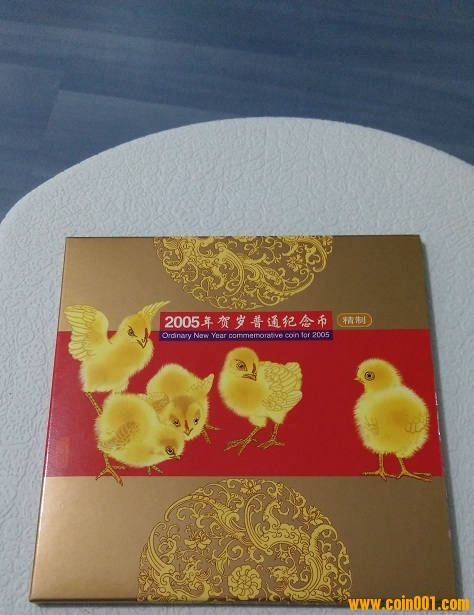 2005年贺岁普通纪念币 精制
Ordinary New Year commemorative coin for 2005
www.coin001.com